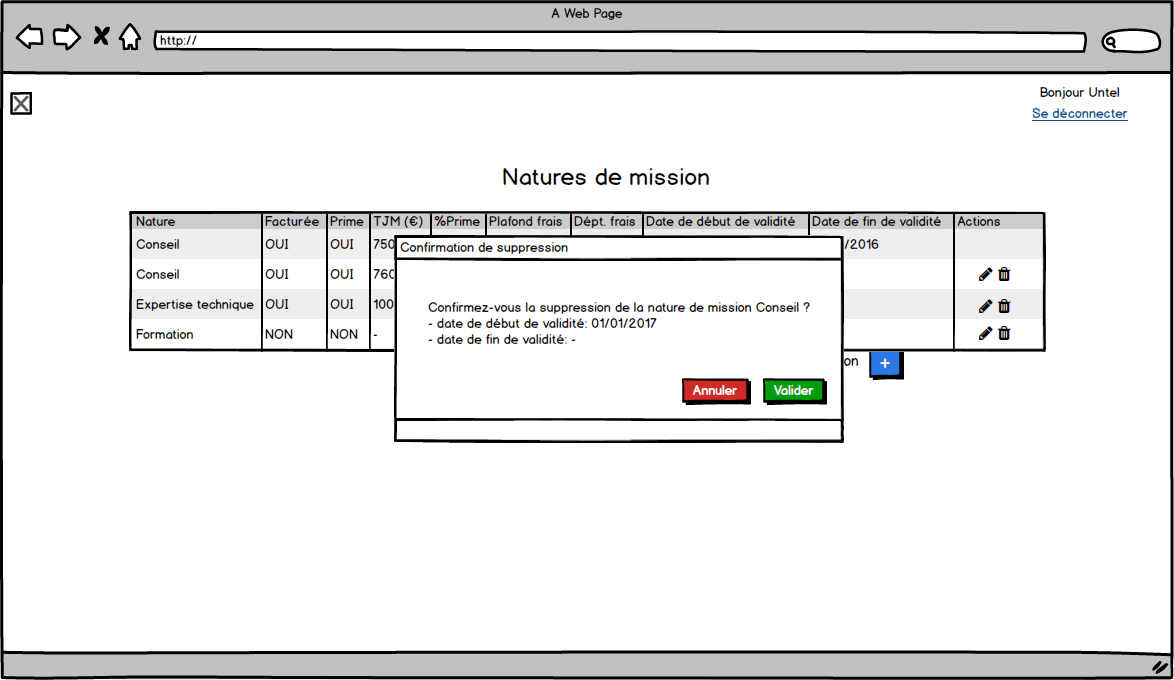 A Web Page
http://
Bonjour Untel
Se déconnecter
Natures de mission
Nature Facturée Prime TJM (€) %Prime Plafond frais Dépt. frais Date de début de validité Date de fin de validité Actions
Conseil OUI OUI 750 /2016
Confirmation de suppression
Conseil OUI OUI 760
Expertise technique OUI OUI 100
Confirmez-vous la suppression de la nature de mission Conseil ?
- date de début de validité: 01/01/2017
Formation NON NON -
- date de fin de validité: -
on +
Annuler Valider